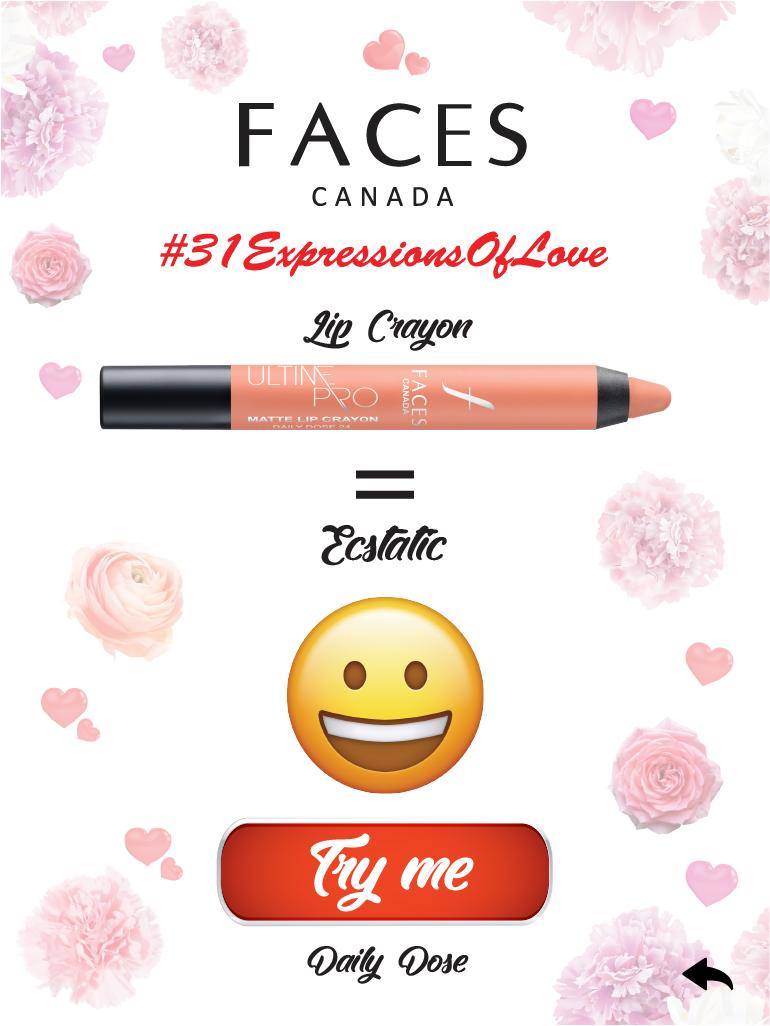 FACES
CANADA
#31ExpressionsOfLove
Lip Crayon
ULTIME
PRO
MATTE LIP CRAYON
DAILY DOSE 24
FACES
CANADA
f
=
Ecstatic
Try me
Daily Dose